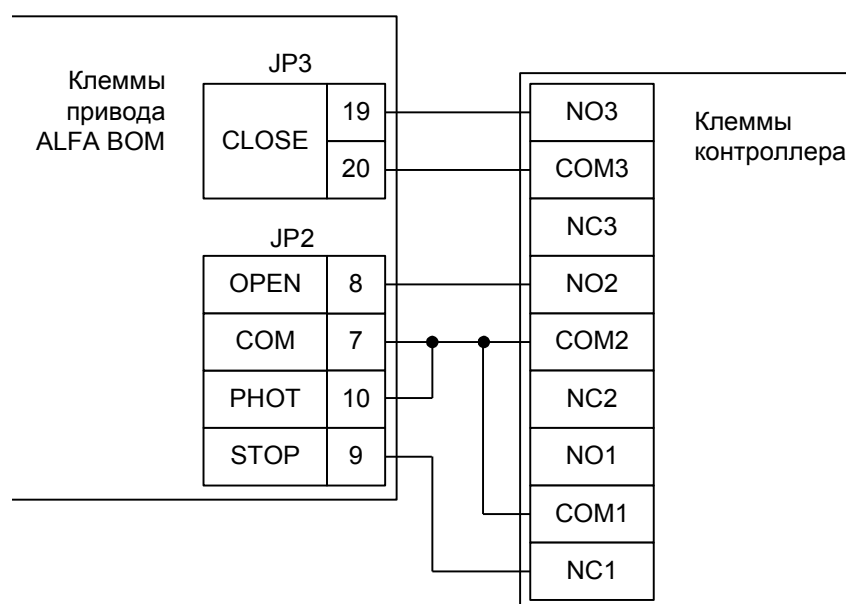 Клеммы
привода
ALFA BOM
JP3
CLOSE
19
20
JP2
OPEN 8
COM 7
PHOT 10
STOP 9
NO3
COM3
NC3
NO2
COM2
NC2
NO1
COM1
NC1
Клеммы
контроллера